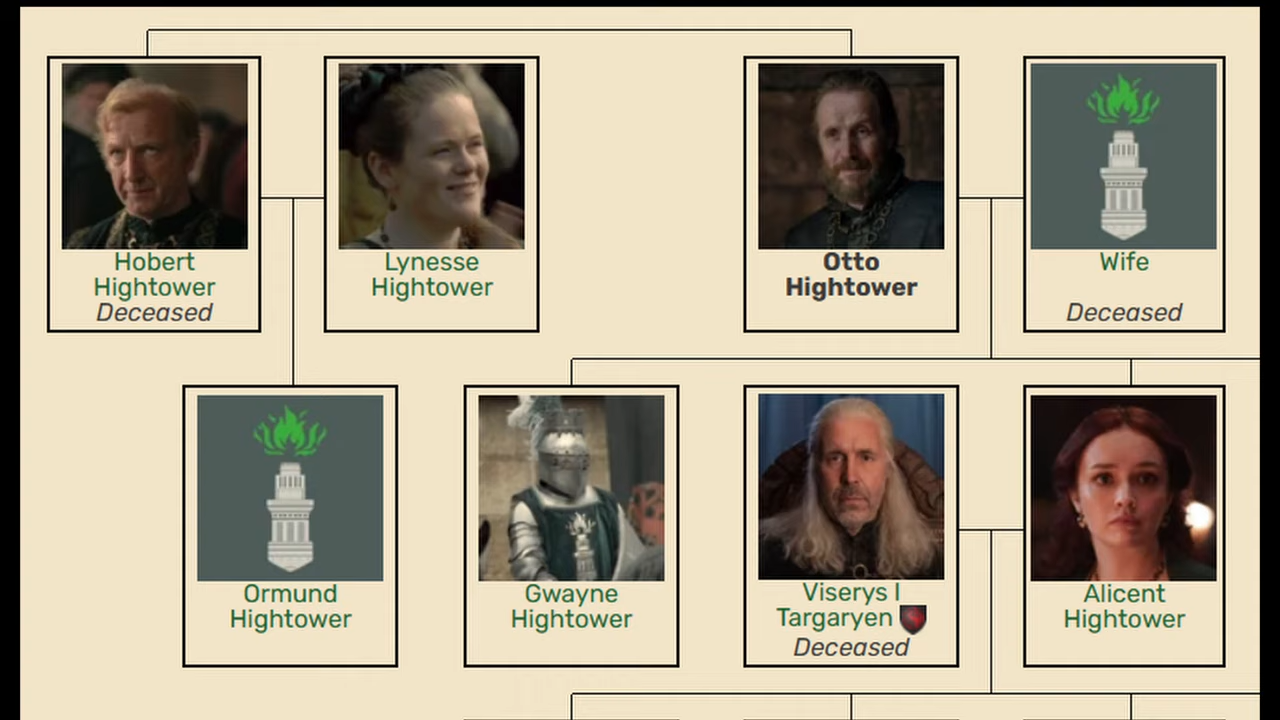 Hobert
Hightower
Deceased
Lynesse
Hightower
Otto
Hightower
Wife
Deceased
Ormund
Hightower
Gwayne
Hightower
Viserys I
Targaryen
Deceased
Alicent
Hightower